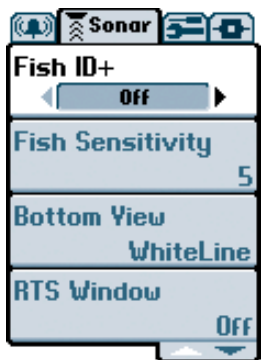 Sonar
Fish ID+
Off
Fish Sensitivity
5
Bottom View
WhiteLine
RTS Window
Off